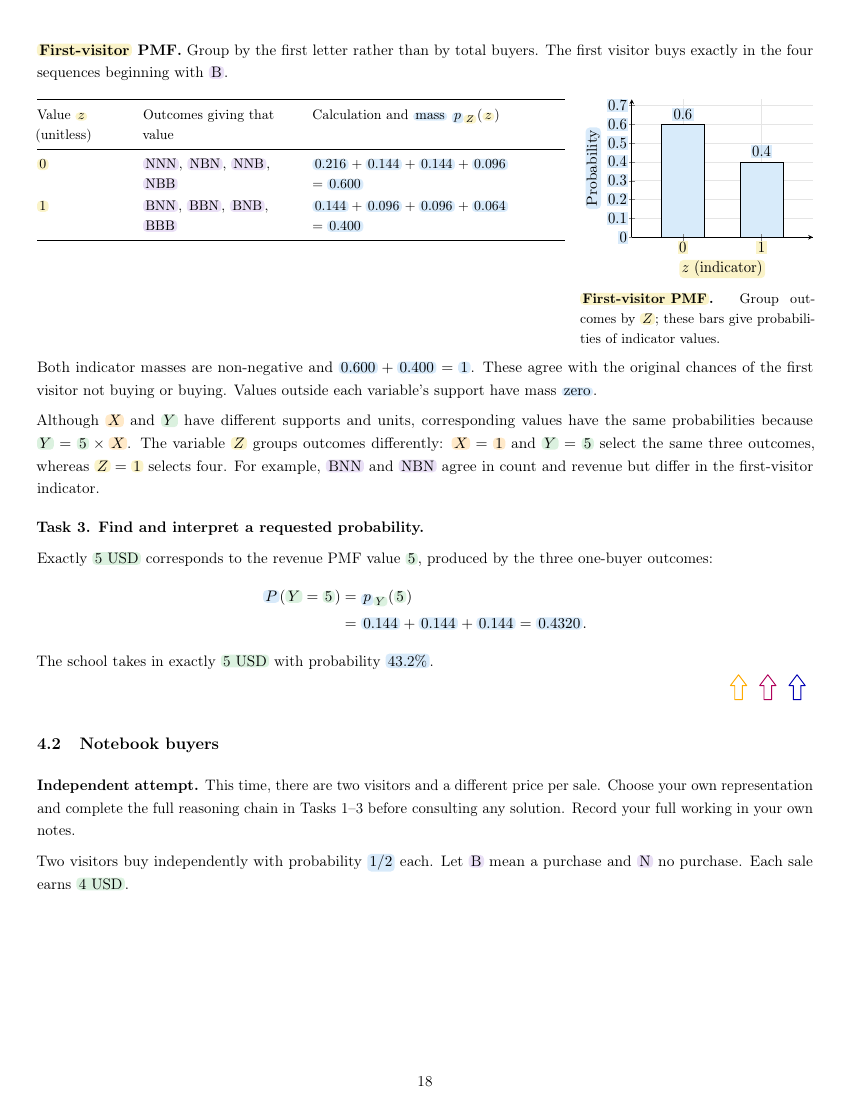 First-visitor PMF. Group by the first letter rather than by total buyers. The first visitor buys exactly in the four
sequences beginning with B.
Value z
(unitless)
Outcomes giving that
value
Calculation and mass p_Z(z)
0
NNN, NBN, NNB,
NBB
0.216 + 0.144 + 0.144 + 0.096
= 0.600
1
BNN, BBN, BNB,
BBB
0.144 + 0.096 + 0.096 + 0.064
= 0.400
Probability
0.7
0.6
0.5
0.4
0.3
0.2
0.1
0
0.6
0.4
0
1
z (indicator)
First-visitor PMF. Group out-
comes by Z; these bars give probabili-
ties of indicator values.
Both indicator masses are non-negative and 0.600 + 0.400 = 1. These agree with the original chances of the first
visitor not buying or buying. Values outside each variable's support have mass zero.
Although X and Y have different supports and units, corresponding values have the same probabilities because
Y = 5 × X. The variable Z groups outcomes differently: X = 1 and Y = 5 select the same three outcomes,
whereas Z = 1 selects four. For example, BNN and NBN agree in count and revenue but differ in the first-visitor
indicator.
Task 3. Find and interpret a requested probability.
Exactly 5 USD corresponds to the revenue PMF value 5, produced by the three one-buyer outcomes:
P(Y = 5) = p_Y(5)
= 0.144 + 0.144 + 0.144 = 0.4320.
The school takes in exactly 5 USD with probability 43.2%.
4.2 Notebook buyers
Independent attempt. This time, there are two visitors and a different price per sale. Choose your own representation
and complete the full reasoning chain in Tasks 1–3 before consulting any solution. Record your full working in your own
notes.
Two visitors buy independently with probability 1/2 each. Let B mean a purchase and N no purchase. Each sale
earns 4 USD.
18